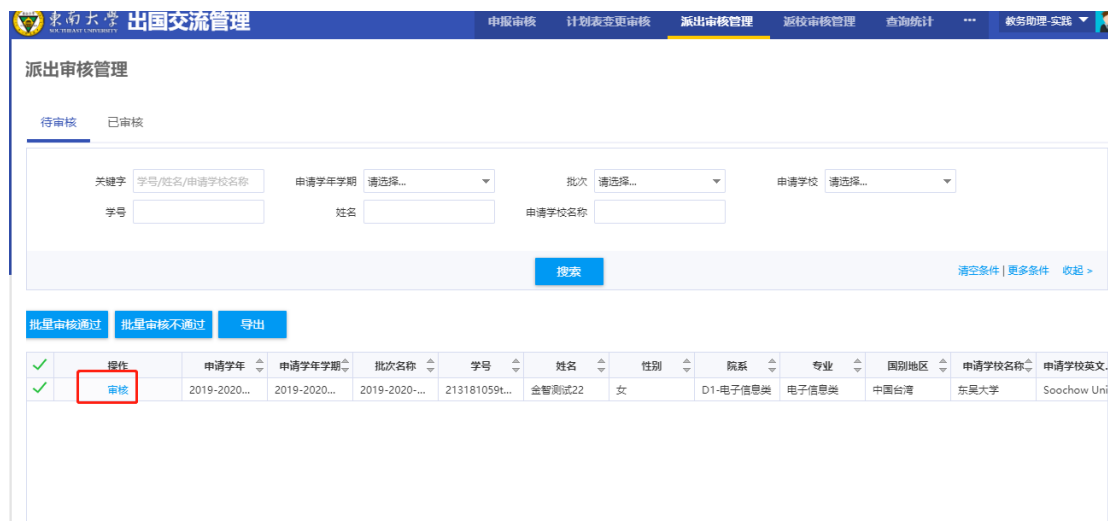 東南大學 出国交流管理 申报审核 计划表变更审核 派出审核管理 返校审核管理 查询统计 ··· 教务助理-实践
SOUTHEAST UNIVERSITY
派出审核管理
待审核 已审核
关键字 学号/姓名/申请学校名称 申请学年学期 请选择... 批次 请选择... 申请学校 请选择...
学号 姓名 申请学校名称
搜索 清空条件 | 更多条件 收起 >
批量审核通过 批量审核不通过 导出
操作 申请学年 申请学年学期 批次名称 学号 姓名 性别 院系 专业 国别地区 申请学校名称 申请学校英文...
审核 2019-2020... 2019-2020... 2019-2020-... 213181059t... 金智测试22 女 D1-电子信息类 电子信息类 中国台湾 东吴大学 Soochow Uni